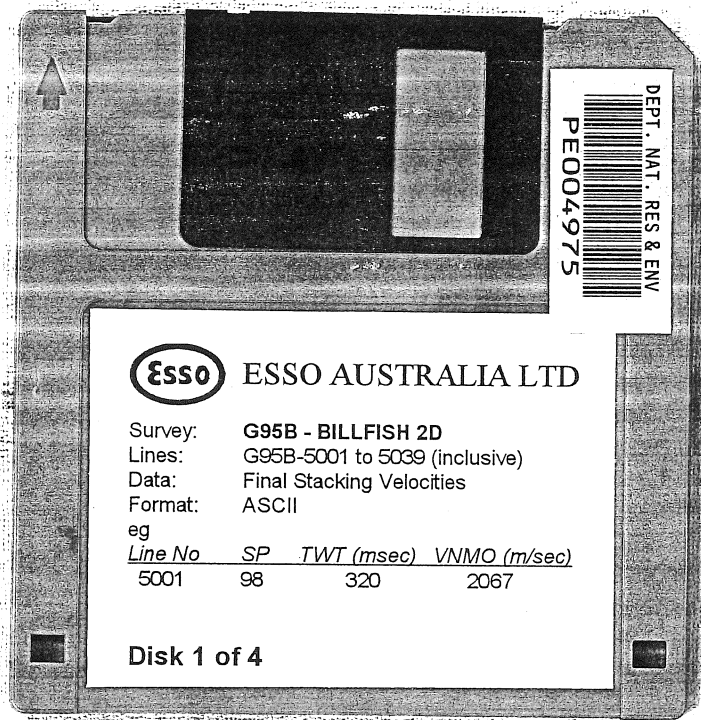 DEPT. NAT. RES & ENV
PE004975
Esso ESSO AUSTRALIA LTD
Survey: G95B - BILLFISH 2D
Lines: G95B-5001 to 5039 (inclusive)
Data: Final Stacking Velocities
Format: ASCII
eg
Line No SP TWT (msec) VNMO (m/sec)
5001 98 320 2067
Disk 1 of 4